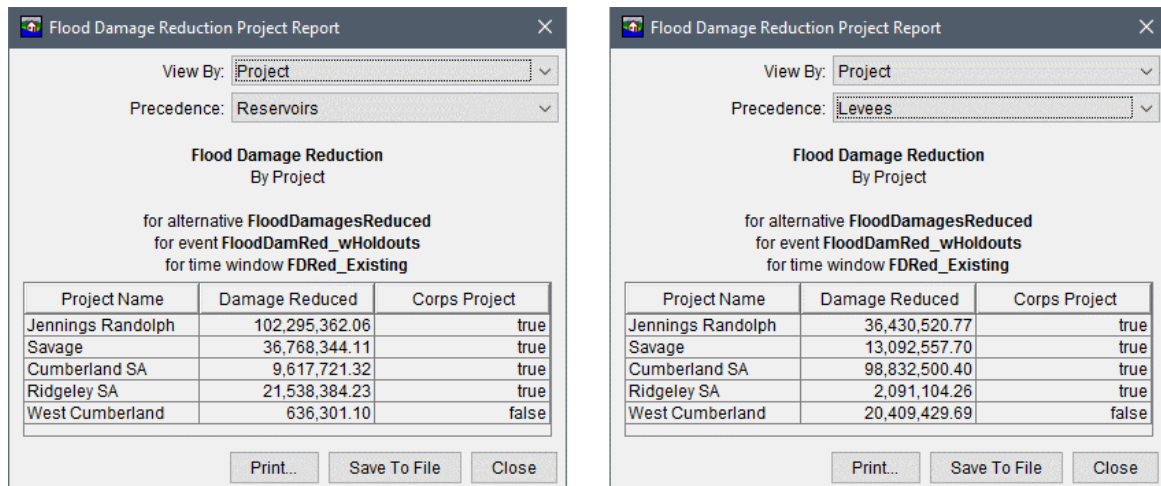 Flood Damage Reduction Project Report
View By: Project
Precedence: Reservoirs
Flood Damage Reduction
By Project
for alternative FloodDamagesReduced
for event FloodDamRed_wHoldouts
for time window FDRed_Existing
Project Name Damage Reduced Corps Project
Jennings Randolph 102,295,362.06 true
Savage 36,768,344.11 true
Cumberland SA 9,617,721.32 true
Ridgeley SA 21,538,384.23 true
West Cumberland 636,301.10 false
Print... Save To File Close
Flood Damage Reduction Project Report
View By: Project
Precedence: Levees
Flood Damage Reduction
By Project
for alternative FloodDamagesReduced
for event FloodDamRed_wHoldouts
for time window FDRed_Existing
Project Name Damage Reduced Corps Project
Jennings Randolph 36,430,520.77 true
Savage 13,092,557.70 true
Cumberland SA 98,832,500.40 true
Ridgeley SA 2,091,104.26 true
West Cumberland 20,409,429.69 false
Print... Save To File Close